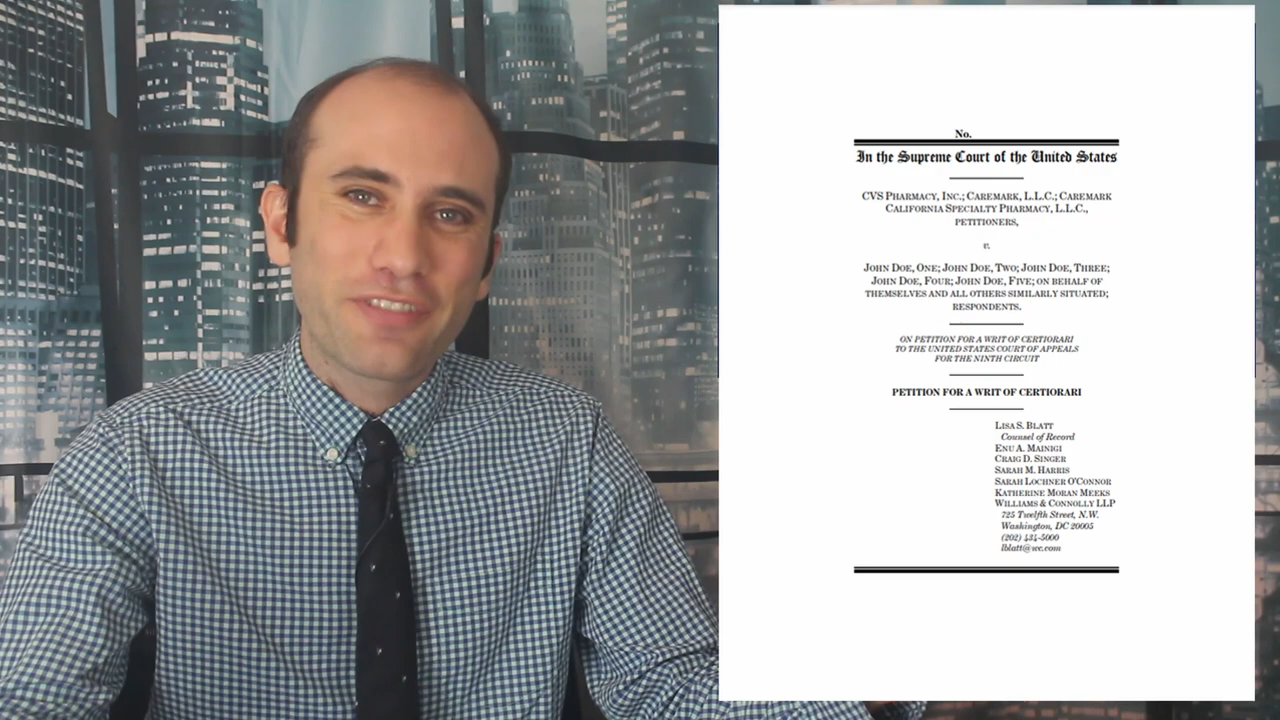 No.
In the Supreme Court of the United States
CVS PHARMACY, INC.; CAREMARK, L.L.C.; CAREMARK
CALIFORNIA SPECIALTY PHARMACY, L.L.C.,
PETITIONERS,
v.
JOHN DOE, ONE; JOHN DOE, TWO; JOHN DOE, THREE;
JOHN DOE, FOUR; JOHN DOE, FIVE; ON BEHALF OF
THEMSELVES AND ALL OTHERS SIMILARLY SITUATED;
RESPONDENTS.
ON PETITION FOR A WRIT OF CERTIORARI
TO THE UNITED STATES COURT OF APPEALS
FOR THE NINTH CIRCUIT
PETITION FOR A WRIT OF CERTIORARI
LISA S. BLATT
Counsel of Record
ENU A. MAINIGI
CRAIG D. SINGER
SARAH M. HARRIS
SARAH LOCHNER O'CONNOR
KATHERINE MORAN MEEKS
WILLIAMS & CONNOLLY LLP
725 Twelfth Street, N.W.
Washington, DC 20005
(202) 434-5000
lblatt@wc.com